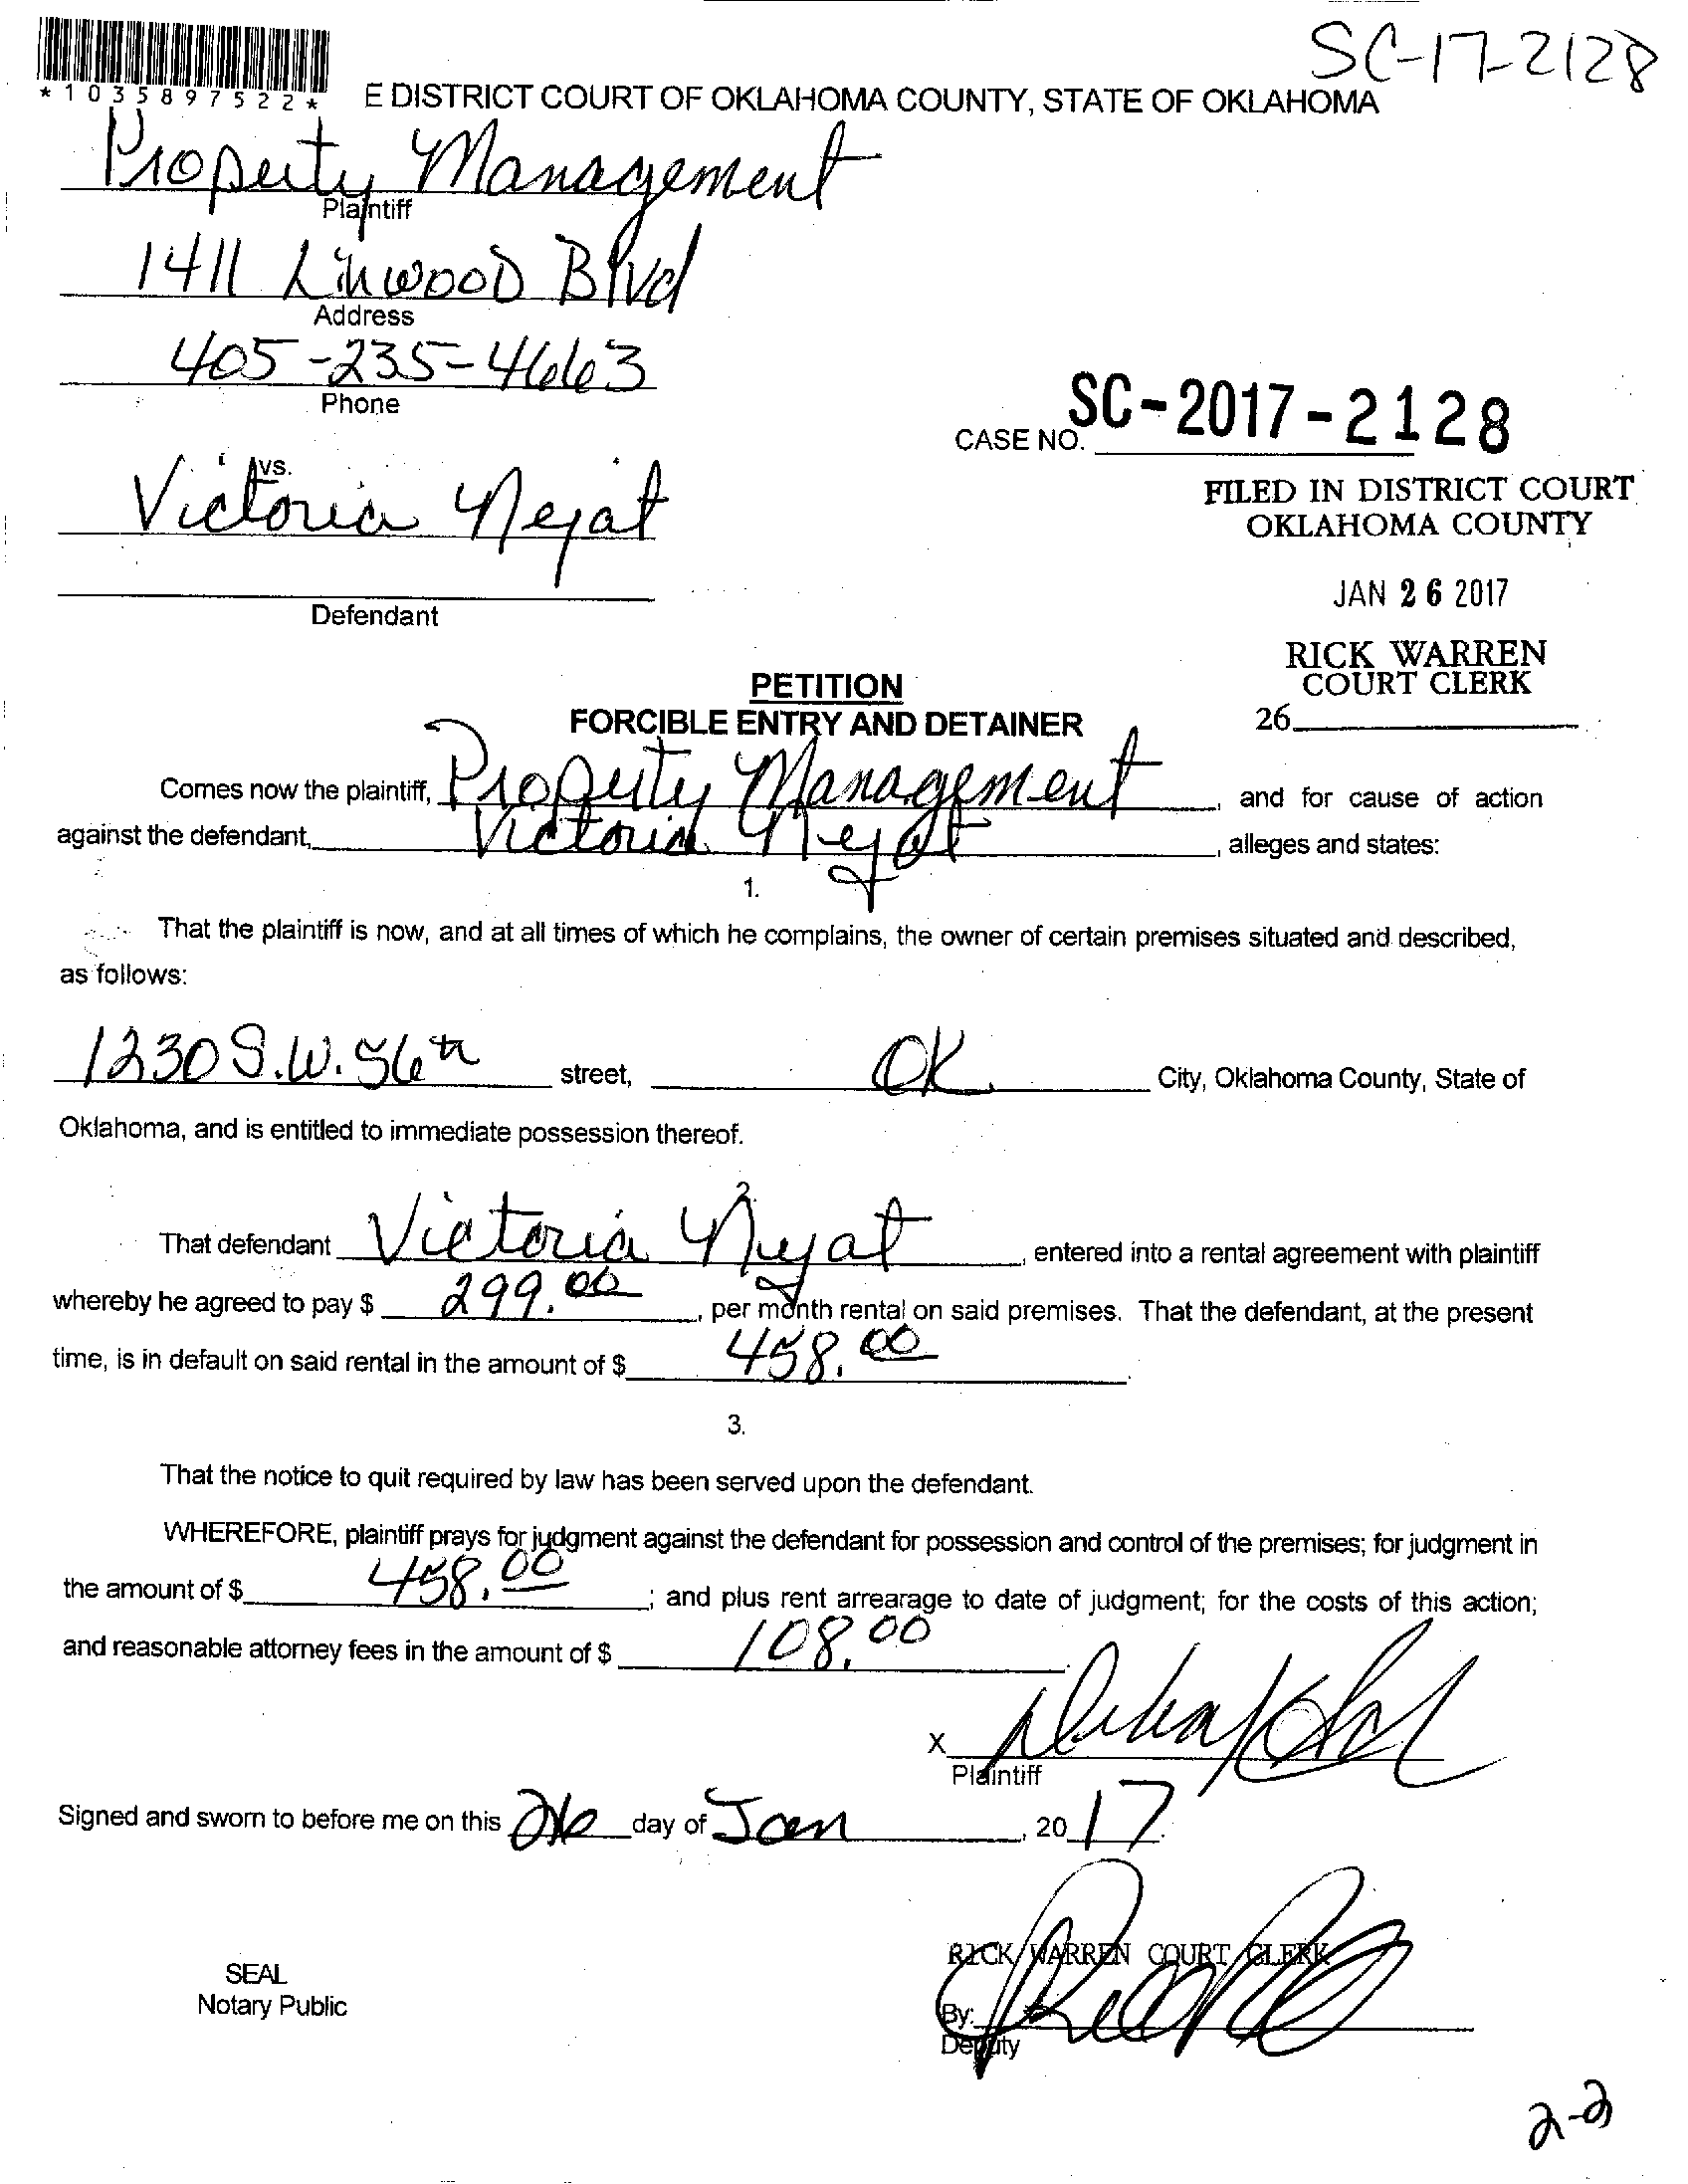 SC-17-2128
*1035897522*
E DISTRICT COURT OF OKLAHOMA COUNTY, STATE OF OKLAHOMA
Property Management
Plaintiff
1411 Linwood Blvd
Address
405-235-4663
Phone
CASE NO. SC-2017-2128
vs.
Victoria Nejat
FILED IN DISTRICT COURT
OKLAHOMA COUNTY
JAN 26 2017
Defendant
RICK WARREN
COURT CLERK
26
PETITION
FORCIBLE ENTRY AND DETAINER
Comes now the plaintiff, Property Management, and for cause of action
against the defendant, Victoria Nejat, alleges and states:
1.
That the plaintiff is now, and at all times of which he complains, the owner of certain premises situated and described,
as follows:
1230 S.W. 56th street, OK City, Oklahoma County, State of
Oklahoma, and is entitled to immediate possession thereof.
2.
That defendant Victoria Nejat, entered into a rental agreement with plaintiff
whereby he agreed to pay $ 299.00, per month rental on said premises. That the defendant, at the present
time, is in default on said rental in the amount of $ 458.00.
3.
That the notice to quit required by law has been served upon the defendant.
WHEREFORE, plaintiff prays for judgment against the defendant for possession and control of the premises; for judgment in
the amount of $ 458.00; and plus rent arrearage to date of judgment; for the costs of this action;
and reasonable attorney fees in the amount of $ 108.00
X
Plaintiff
Signed and sworn to before me on this 26 day of Jan, 2017.
RICK WARREN COURT CLERK
SEAL
Notary Public
By:
Deputy
2-2